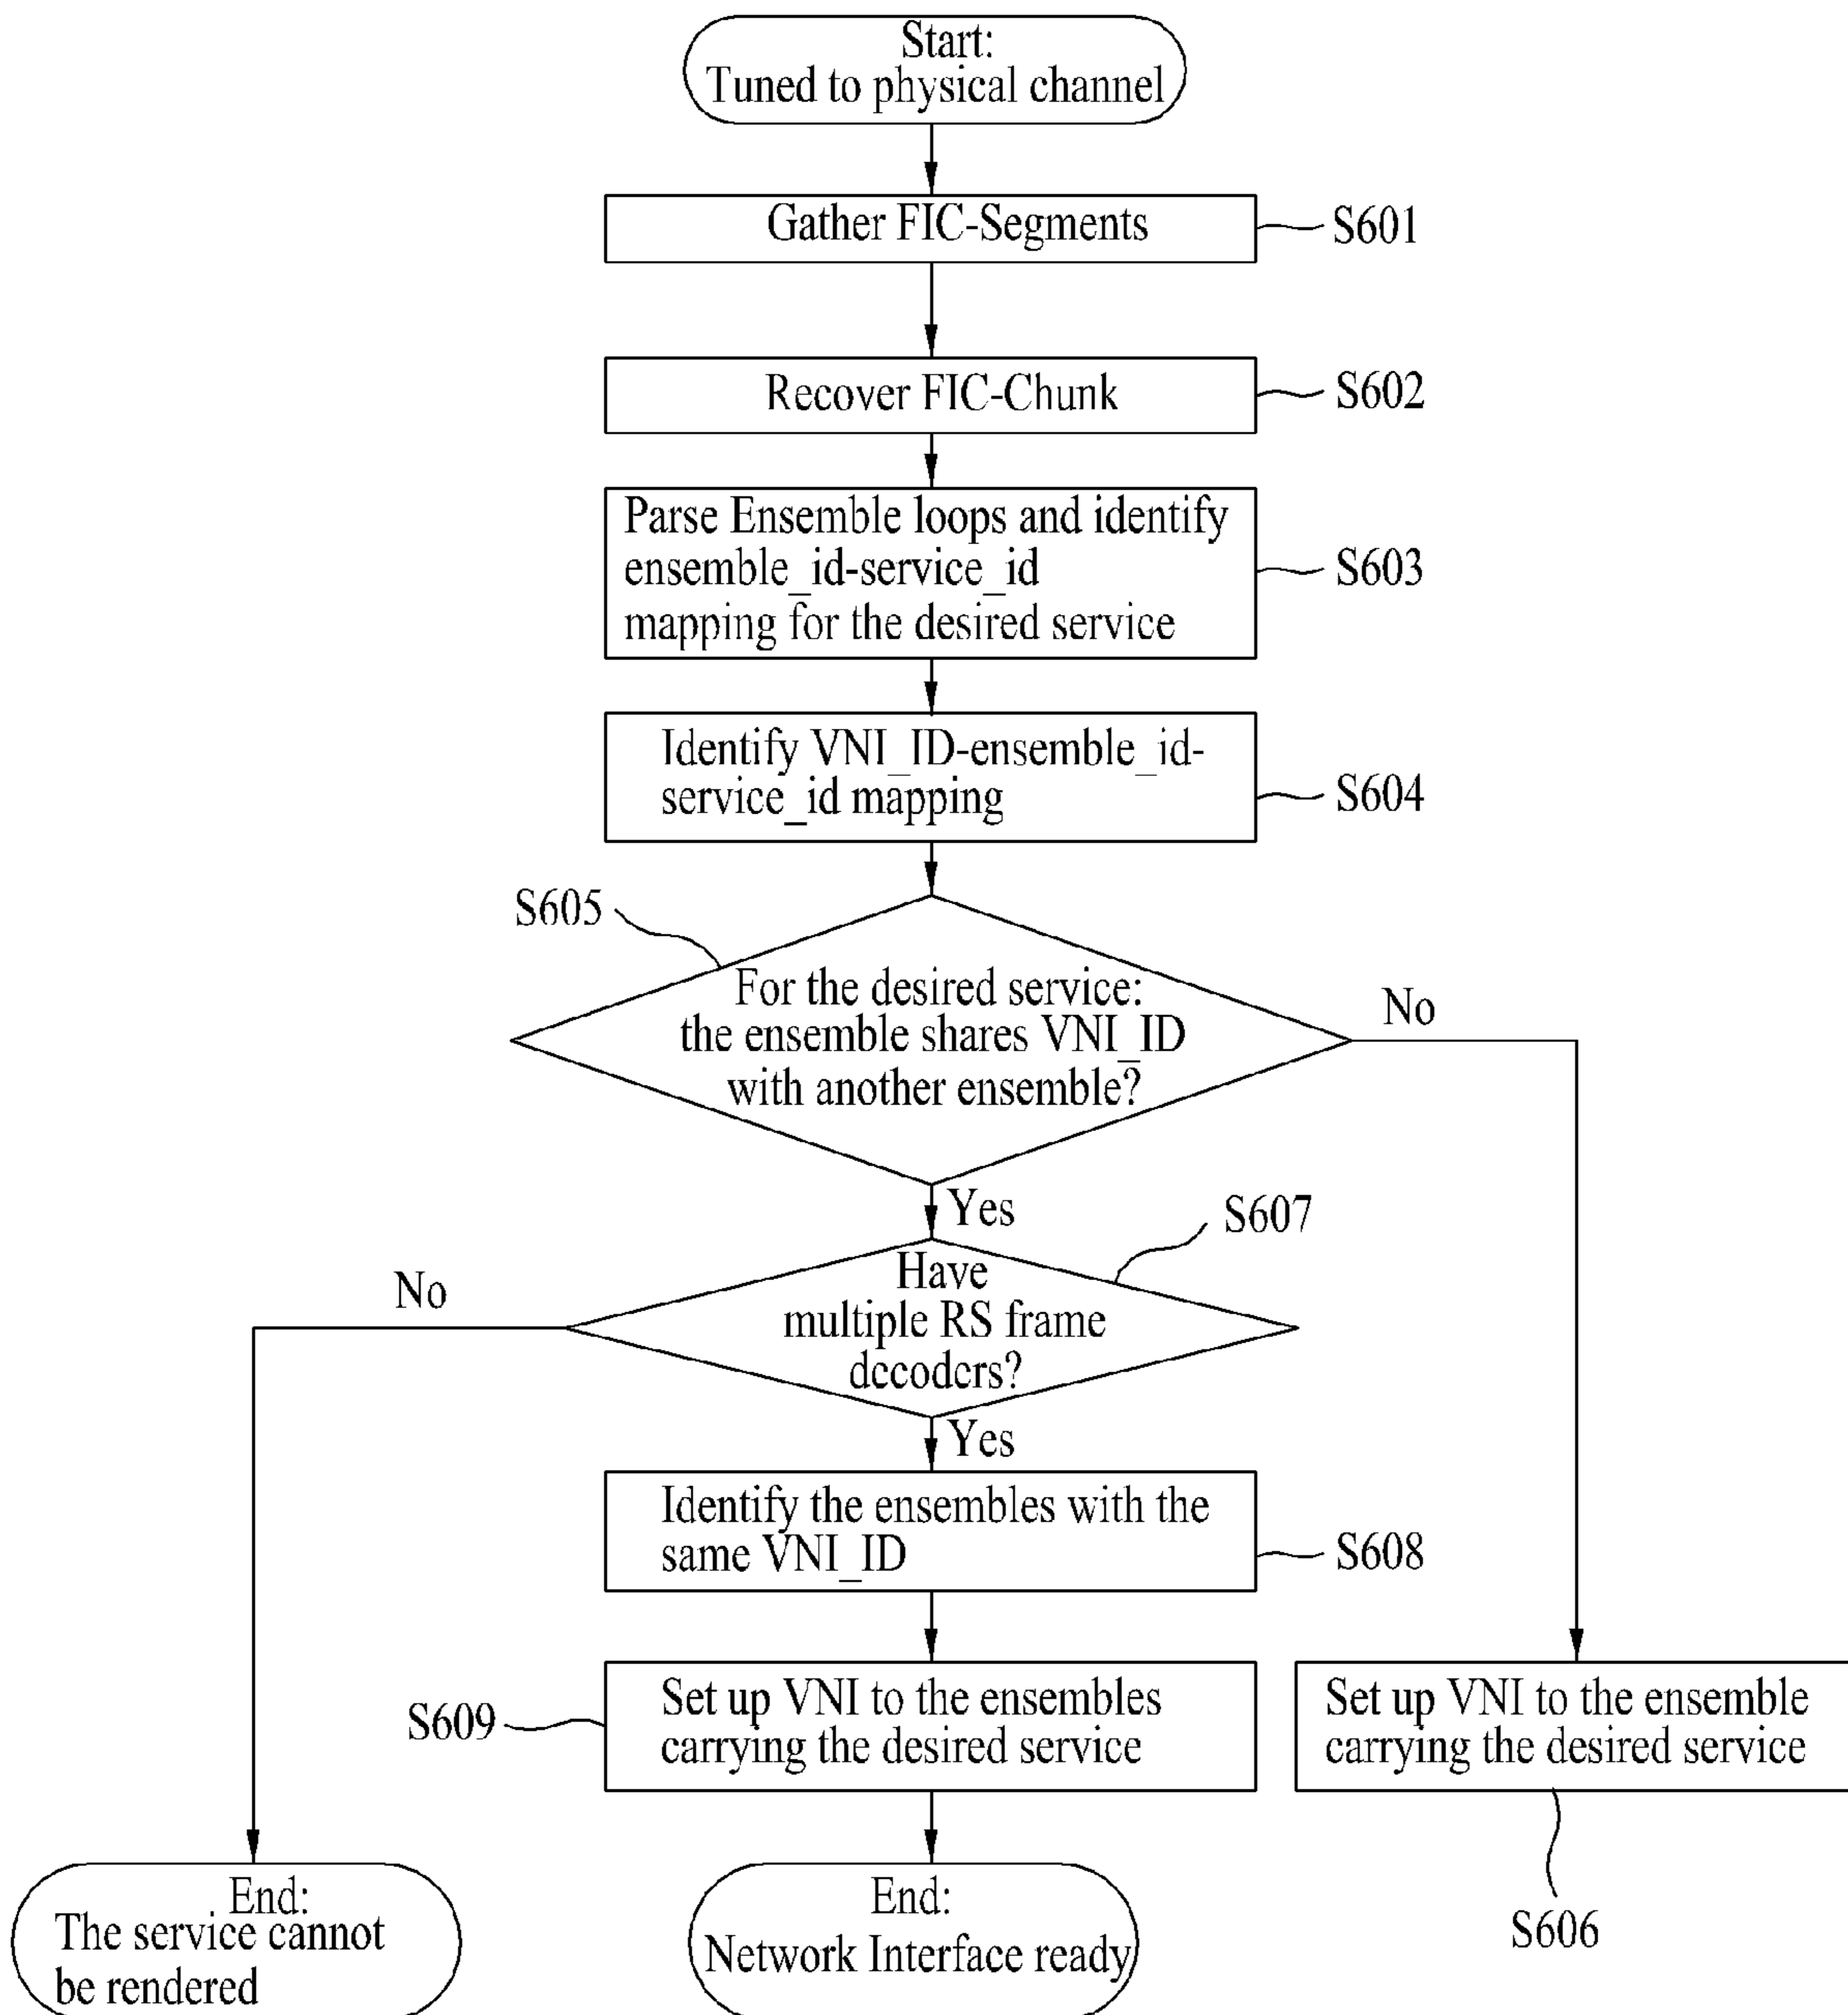 Start:
Tuned to physical channel
Gather FIC-Segments
S601
Recover FIC-Chunk
S602
Parse Ensemble loops and identify
ensemble_id-service_id
mapping for the desired service
S603
Identify VNI_ID-ensemble_id-
service_id mapping
S604
S605
For the desired service:
the ensemble shares VNI_ID
with another ensemble?
No
Yes
S607
Have
multiple RS frame
decoders?
No
Yes
Identify the ensembles with the
same VNI_ID
S608
S609
Set up VNI to the ensembles
carrying the desired service
Set up VNI to the ensemble
carrying the desired service
S606
End:
The service cannot
be rendered
End:
Network Interface ready